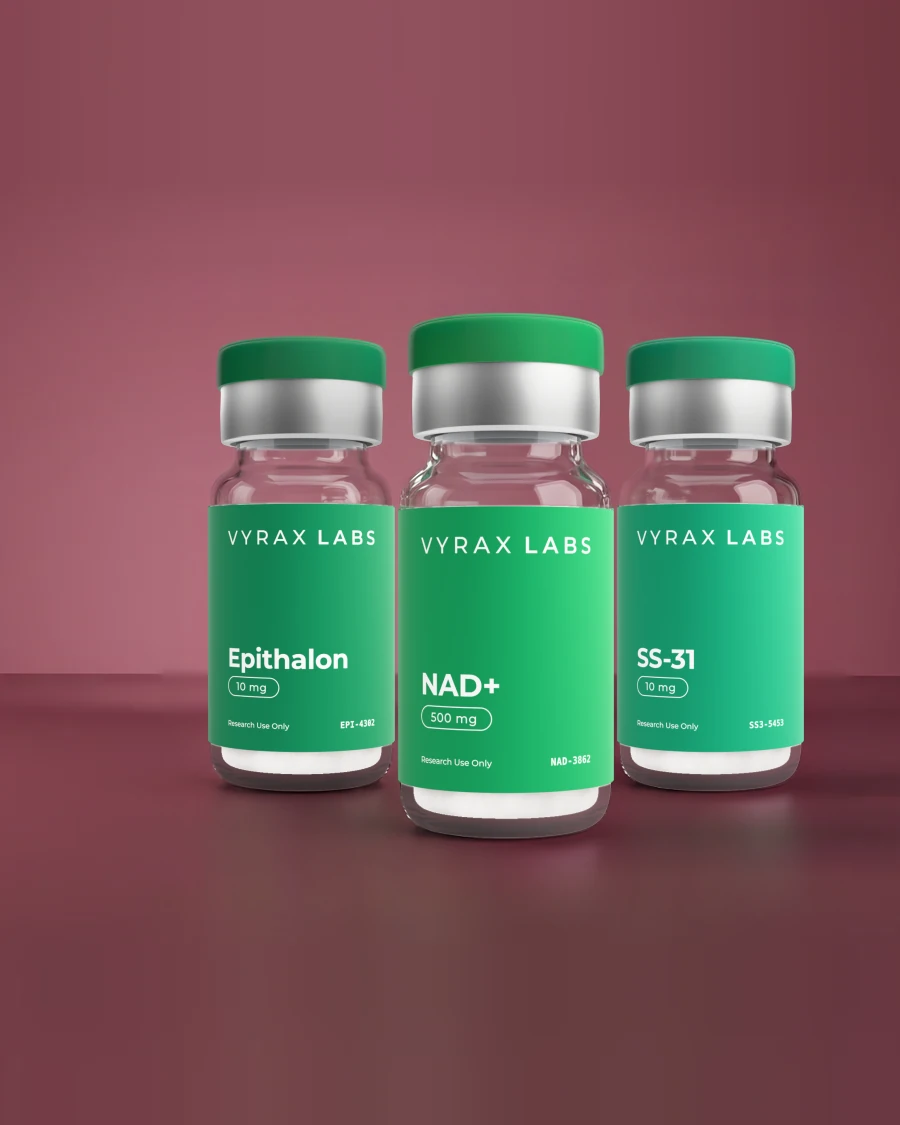 VYRAX LABS
Epithalon
10 mg
Research Use Only
EPI-4302
VYRAX LABS
NAD+
500 mg
Research Use Only
NAD-3862
VYRAX LABS
SS-31
10 mg
Research Use Only
SS3-5453